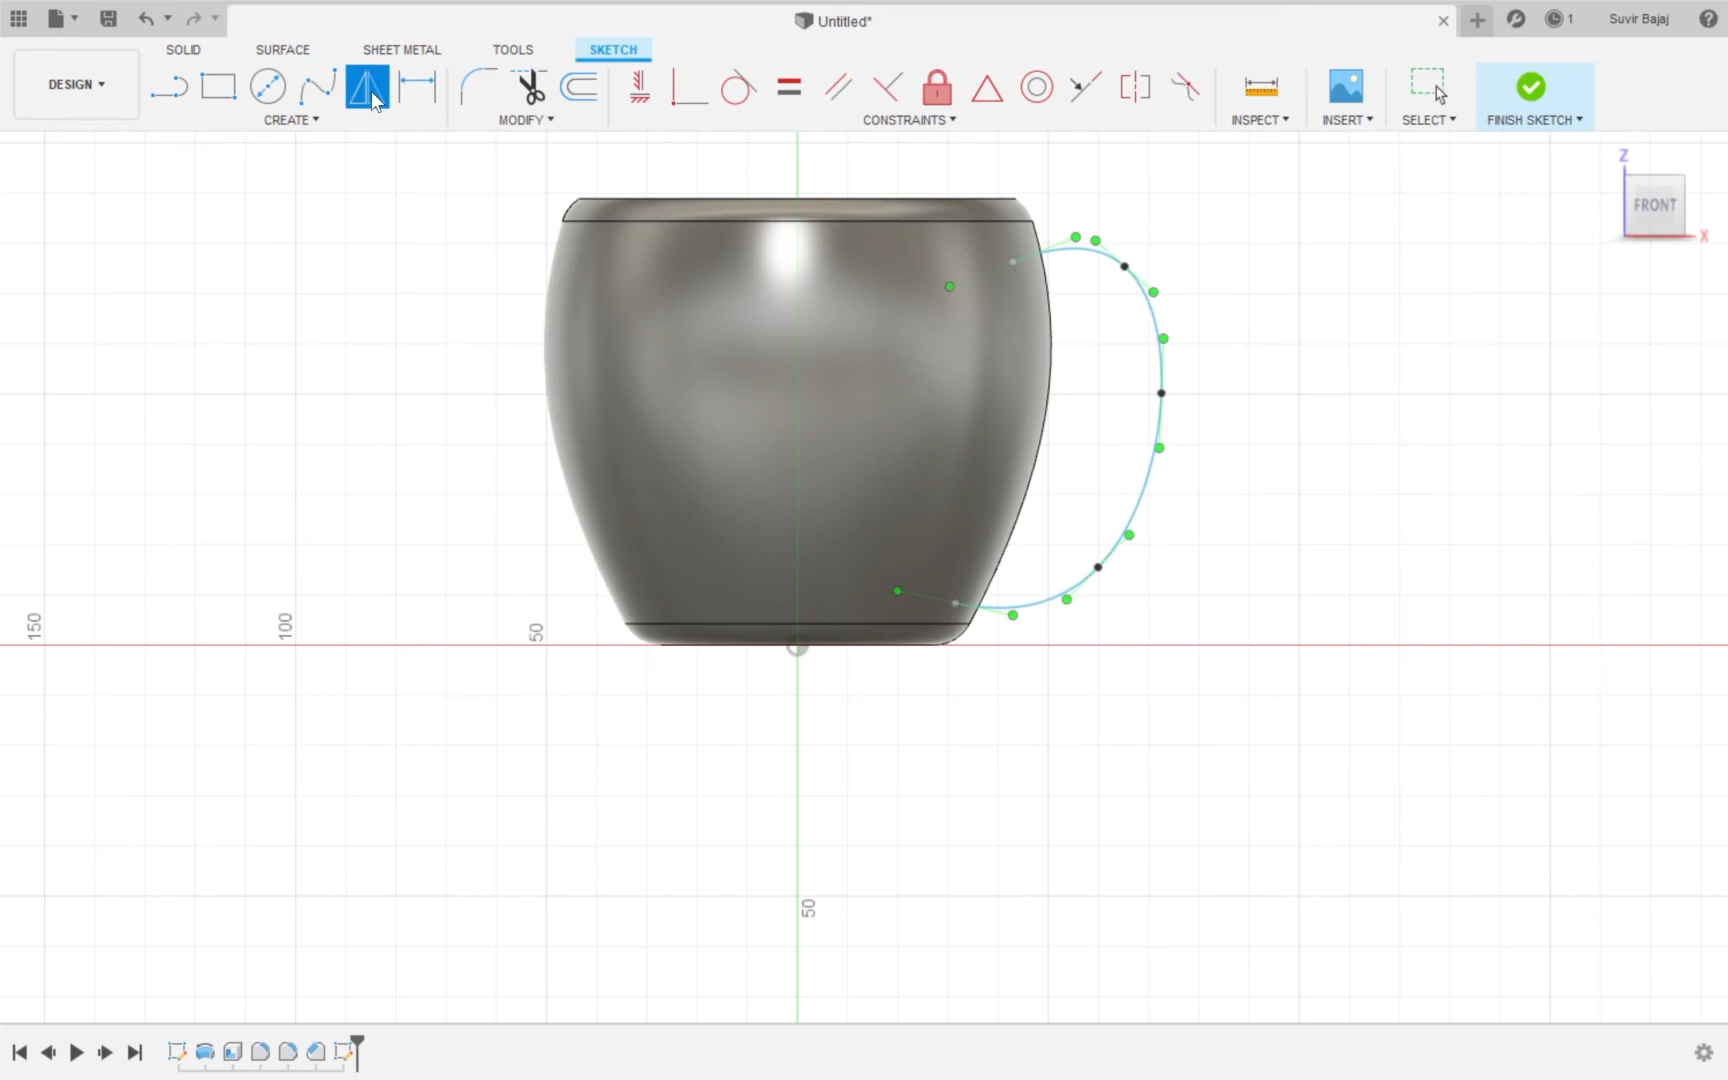 Untitled*
1
Suvir Bajaj
SOLID
SURFACE
SHEET METAL
TOOLS
SKETCH
DESIGN
CREATE
MODIFY
CONSTRAINTS
INSPECT
INSERT
SELECT
FINISH SKETCH
Z
FRONT
X
150
100
50
50